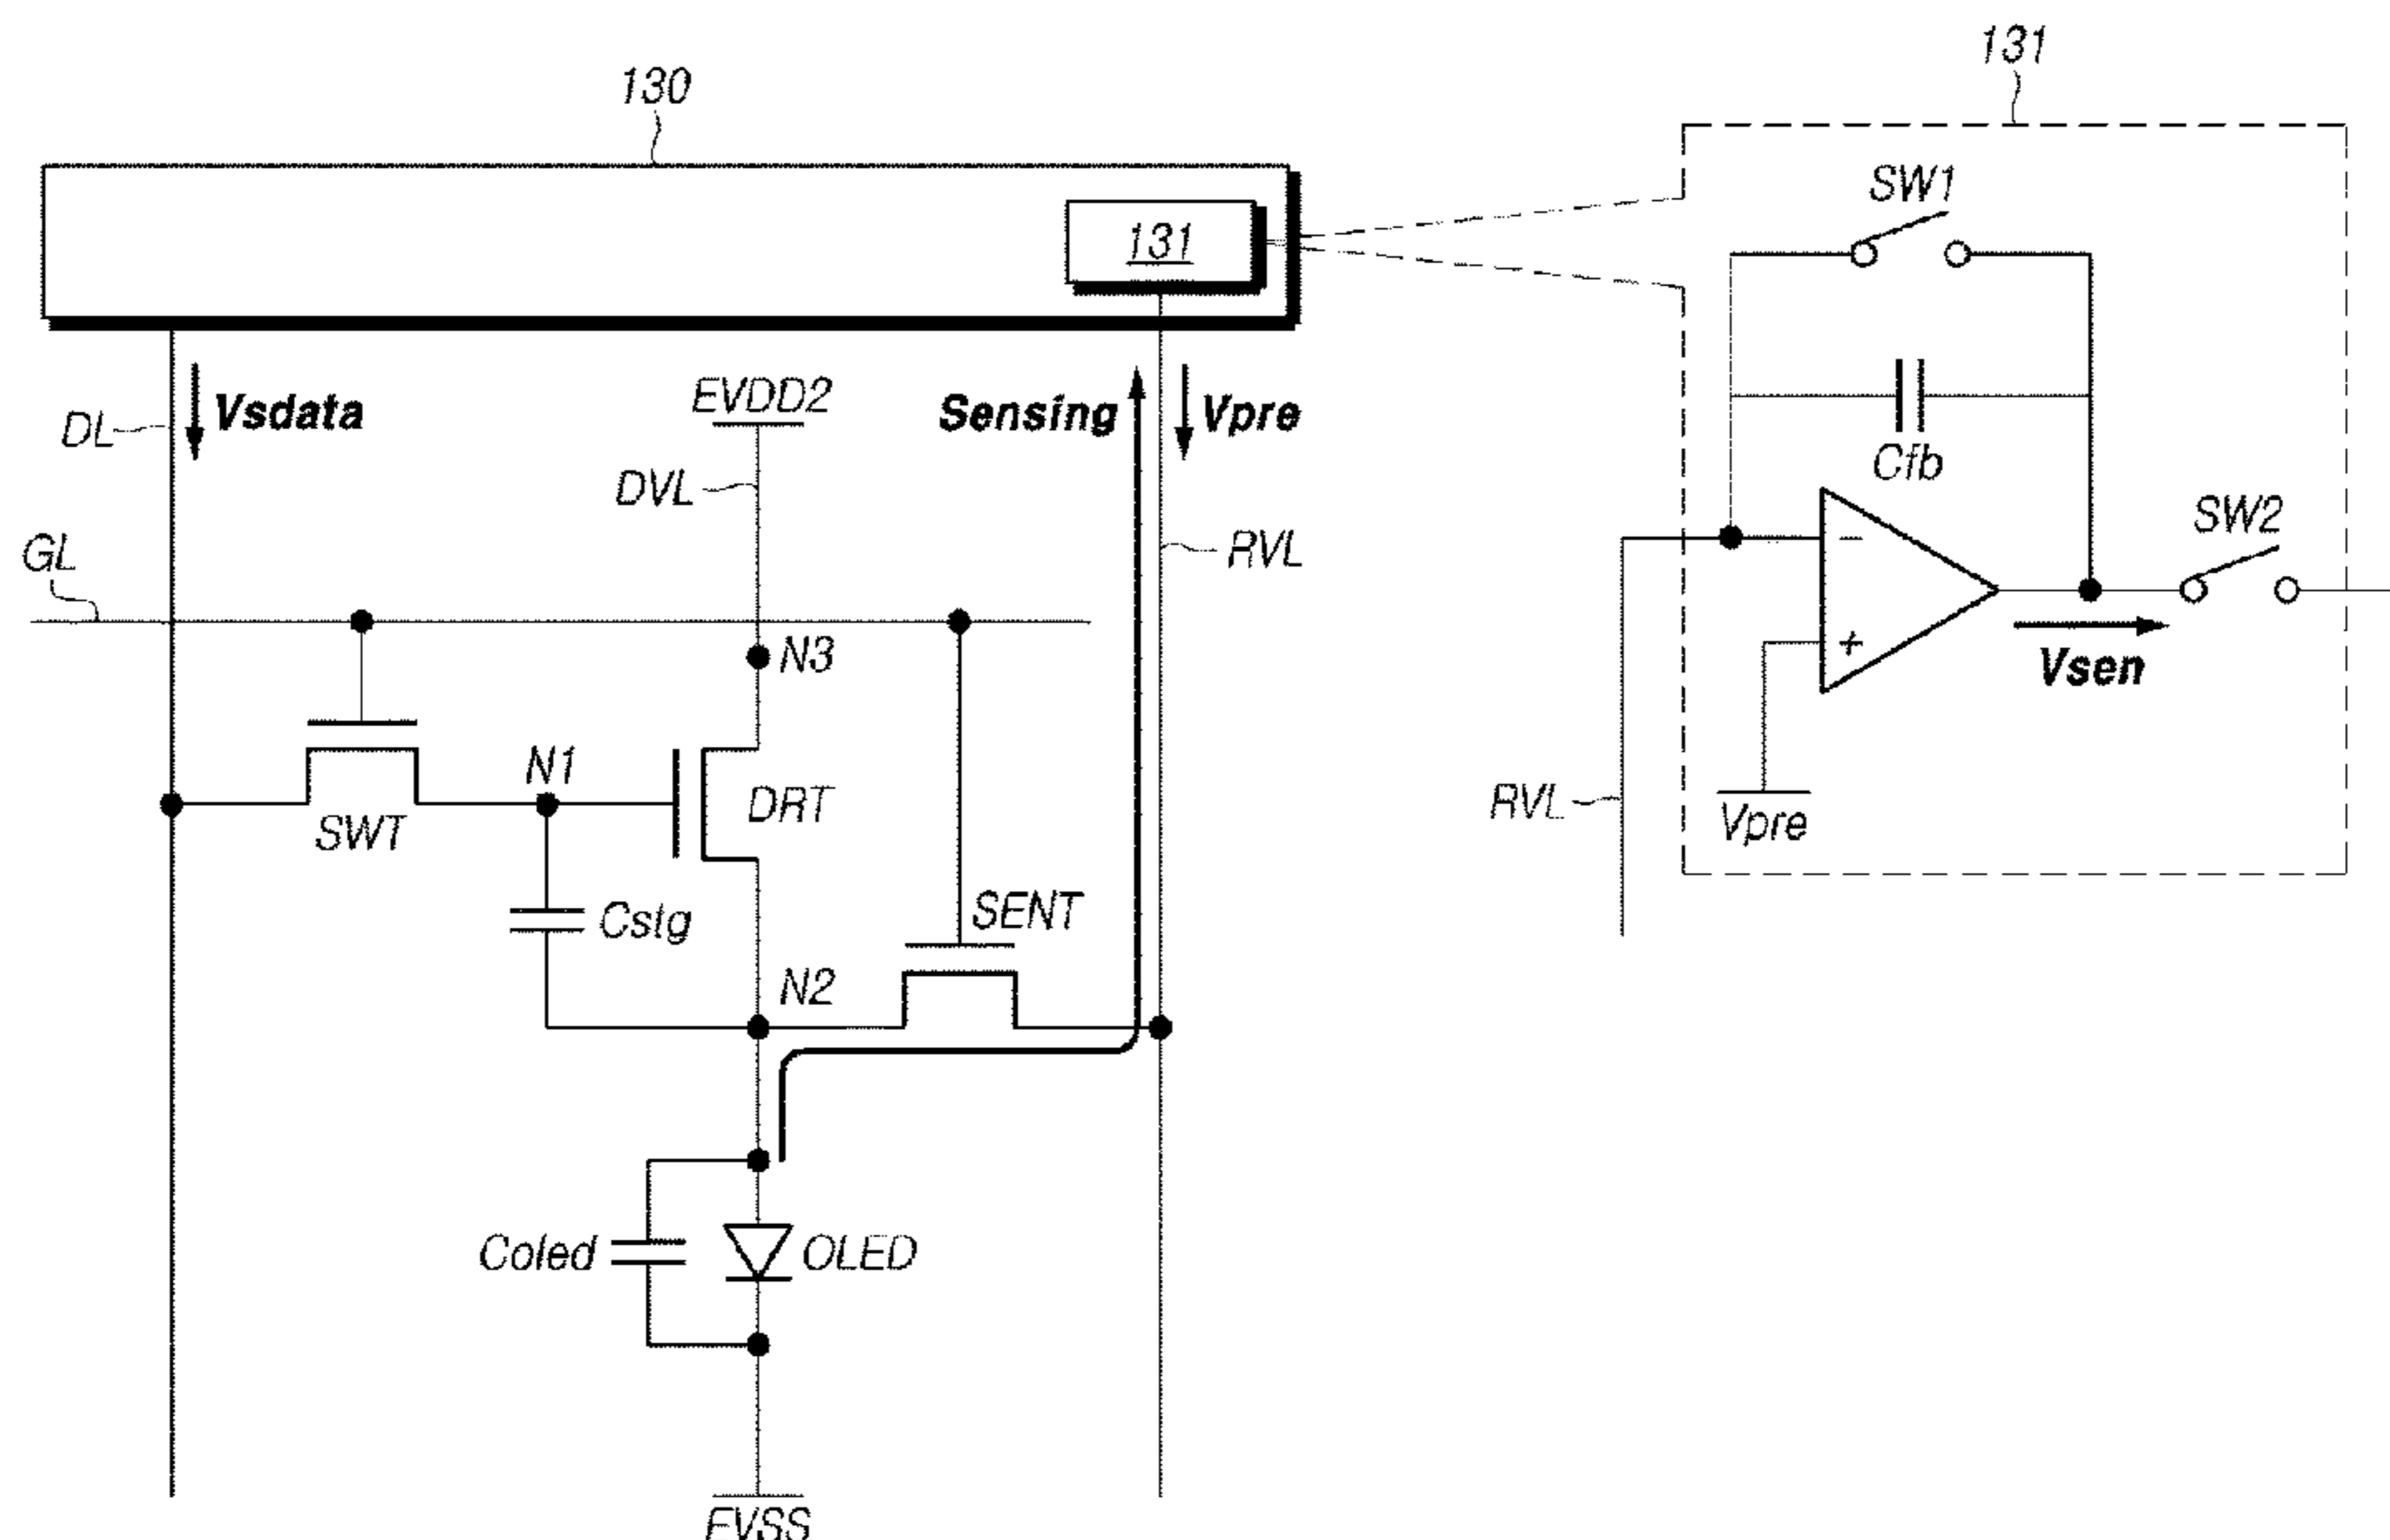 130
131
131
SW1
Cfb
SW2
Vsen
Vpre
RVL
−
+
DL
Vsdata
EVDD2
Sensing
Vpre
DVL
RVL
GL
N3
N1
SWT
DRT
Cstg
SENT
N2
Coled
OLED
EVSS